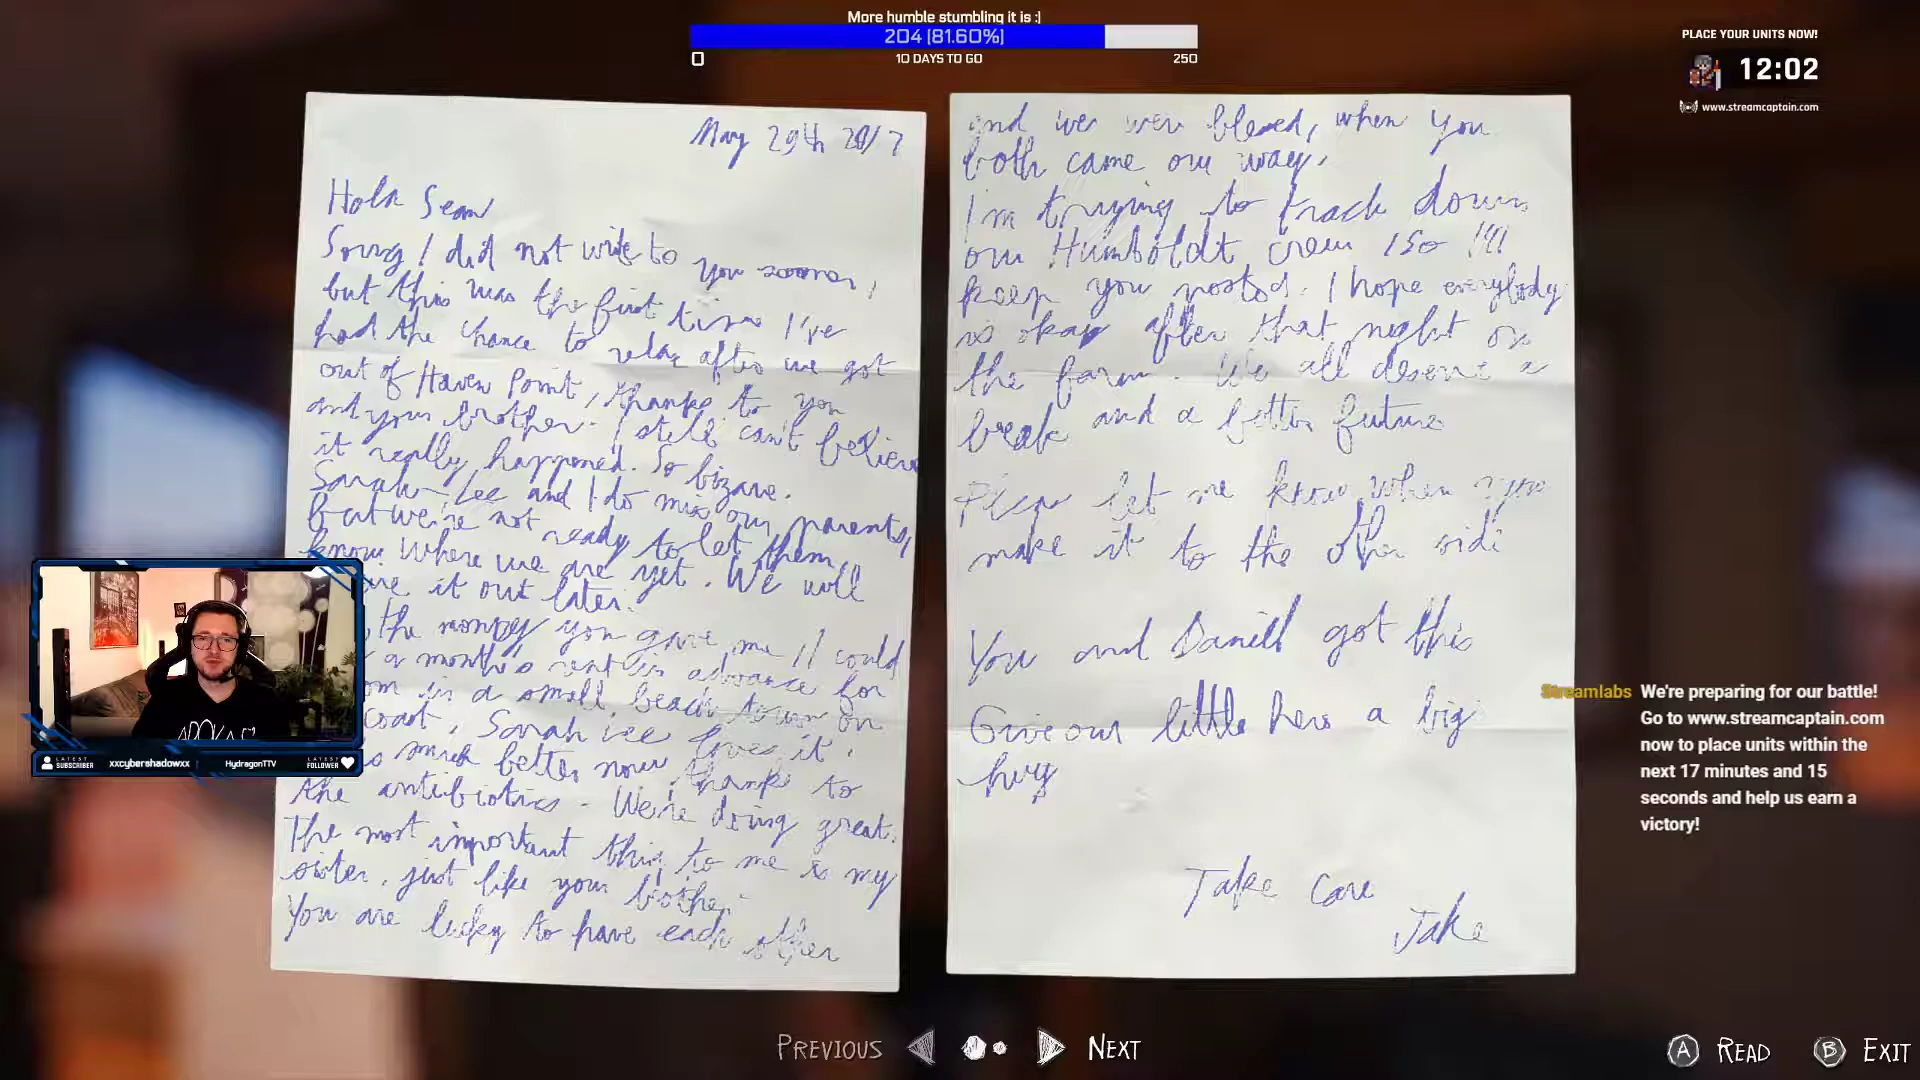 More humble stumbling it is :)
204 (81.60%)
0
10 DAYS TO GO
250
PLACE YOUR UNITS NOW!
12:02
www.streamcaptain.com
May 29th 2017
Hola Sean
Sorry I did not write to you sooner,
but this was the first time I've
had the chance to relax after we got
out of Haven Point, thanks to you
and your brother. I still can't believe
it really happened. So bizare.
Sarah-Lee and I do miss our parents,
but we're not ready to let them
know where we are yet. We will
it out later.
the money you gave me I could
a month's rent in advance for
in a small beach town on
coast, Sarah Lee loves it.
much better now, thanks to
the antibiotics. We're doing great.
The most important thing to me is my
sister, just like your brother.
You are lucky to have each other
and we were blessed, when you
both came our way.
I'm trying to track down
our Humboldt crew, so I'll
keep you posted. I hope everybody
is okay after that night on
the farm. We all deserve a
break and a better future
Please let me know when you
make it to the other side
You and Daniel got this
Give our little hero a big
hug
Take Care
Jake
LATEST SUBSCRIBER
xxcybershadowxx
HydragonTTV
LATEST FOLLOWER
Streamlabs We're preparing for our battle!
Go to www.streamcaptain.com
now to place units within the
next 17 minutes and 15
seconds and help us earn a
victory!
PREVIOUS
NEXT
A READ
B EXIT